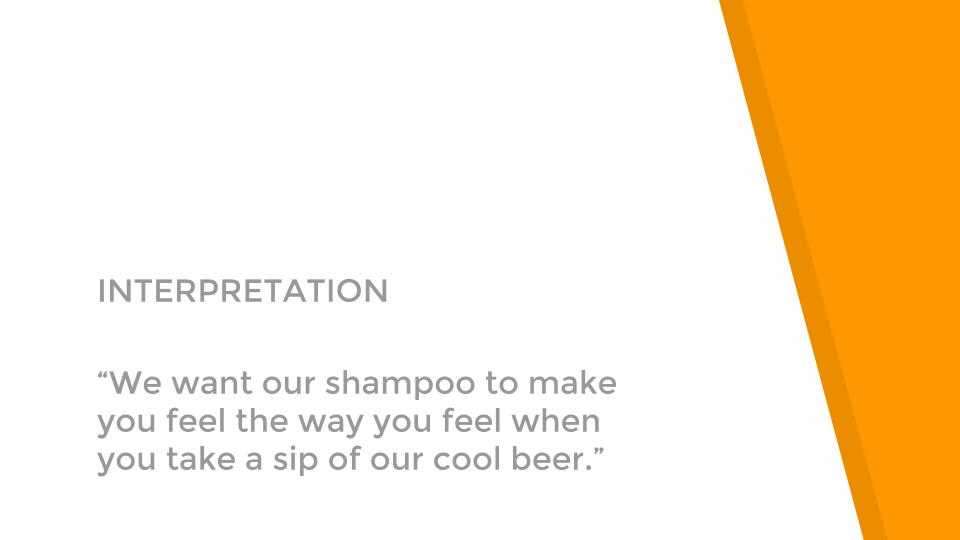 INTERPRETATION
“We want our shampoo to make
you feel the way you feel when
you take a sip of our cool beer.”